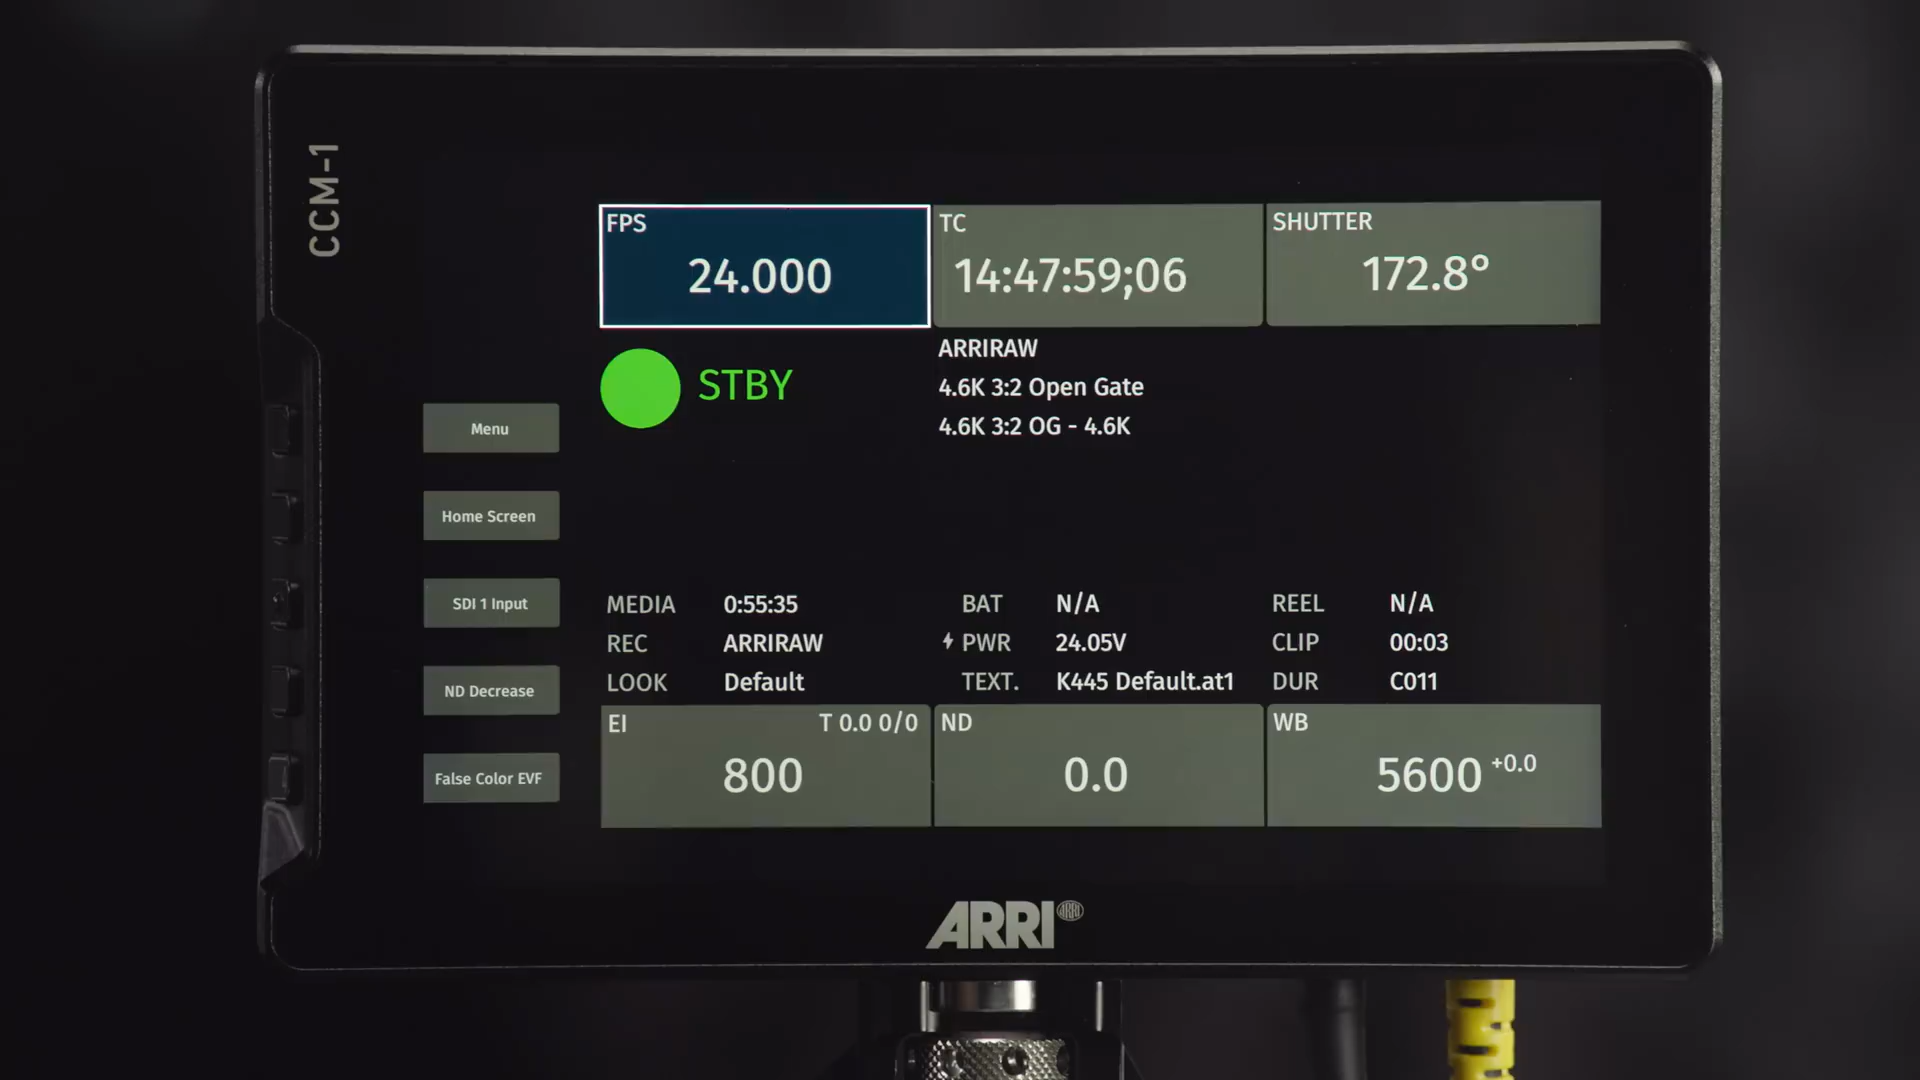 CCM-1
FPS
24.000
TC
14:47:59;06
SHUTTER
172.8°
STBY
ARRIRAW
4.6K 3:2 Open Gate
4.6K 3:2 OG - 4.6K
Menu
Home Screen
SDI 1 Input
ND Decrease
False Color EVF
MEDIA 0:55:35
REC ARRIRAW
LOOK Default
BAT N/A
PWR 24.05V
TEXT. K445 Default.at1
REEL N/A
CLIP 00:03
DUR C011
EI T 0.0 0/0
800
ND
0.0
WB
5600 +0.0
ARRI
ARRI